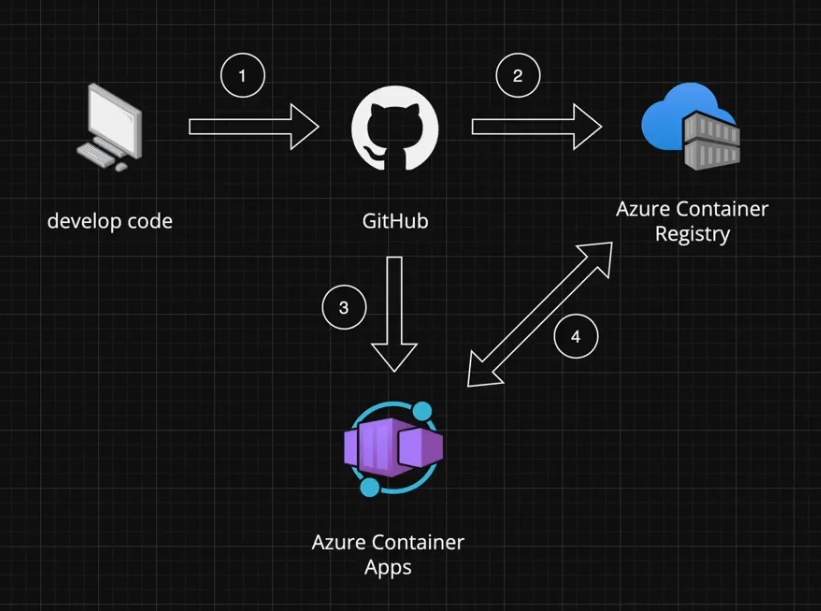 1
2
develop code
GitHub
Azure Container
Registry
3
4
Azure Container
Apps